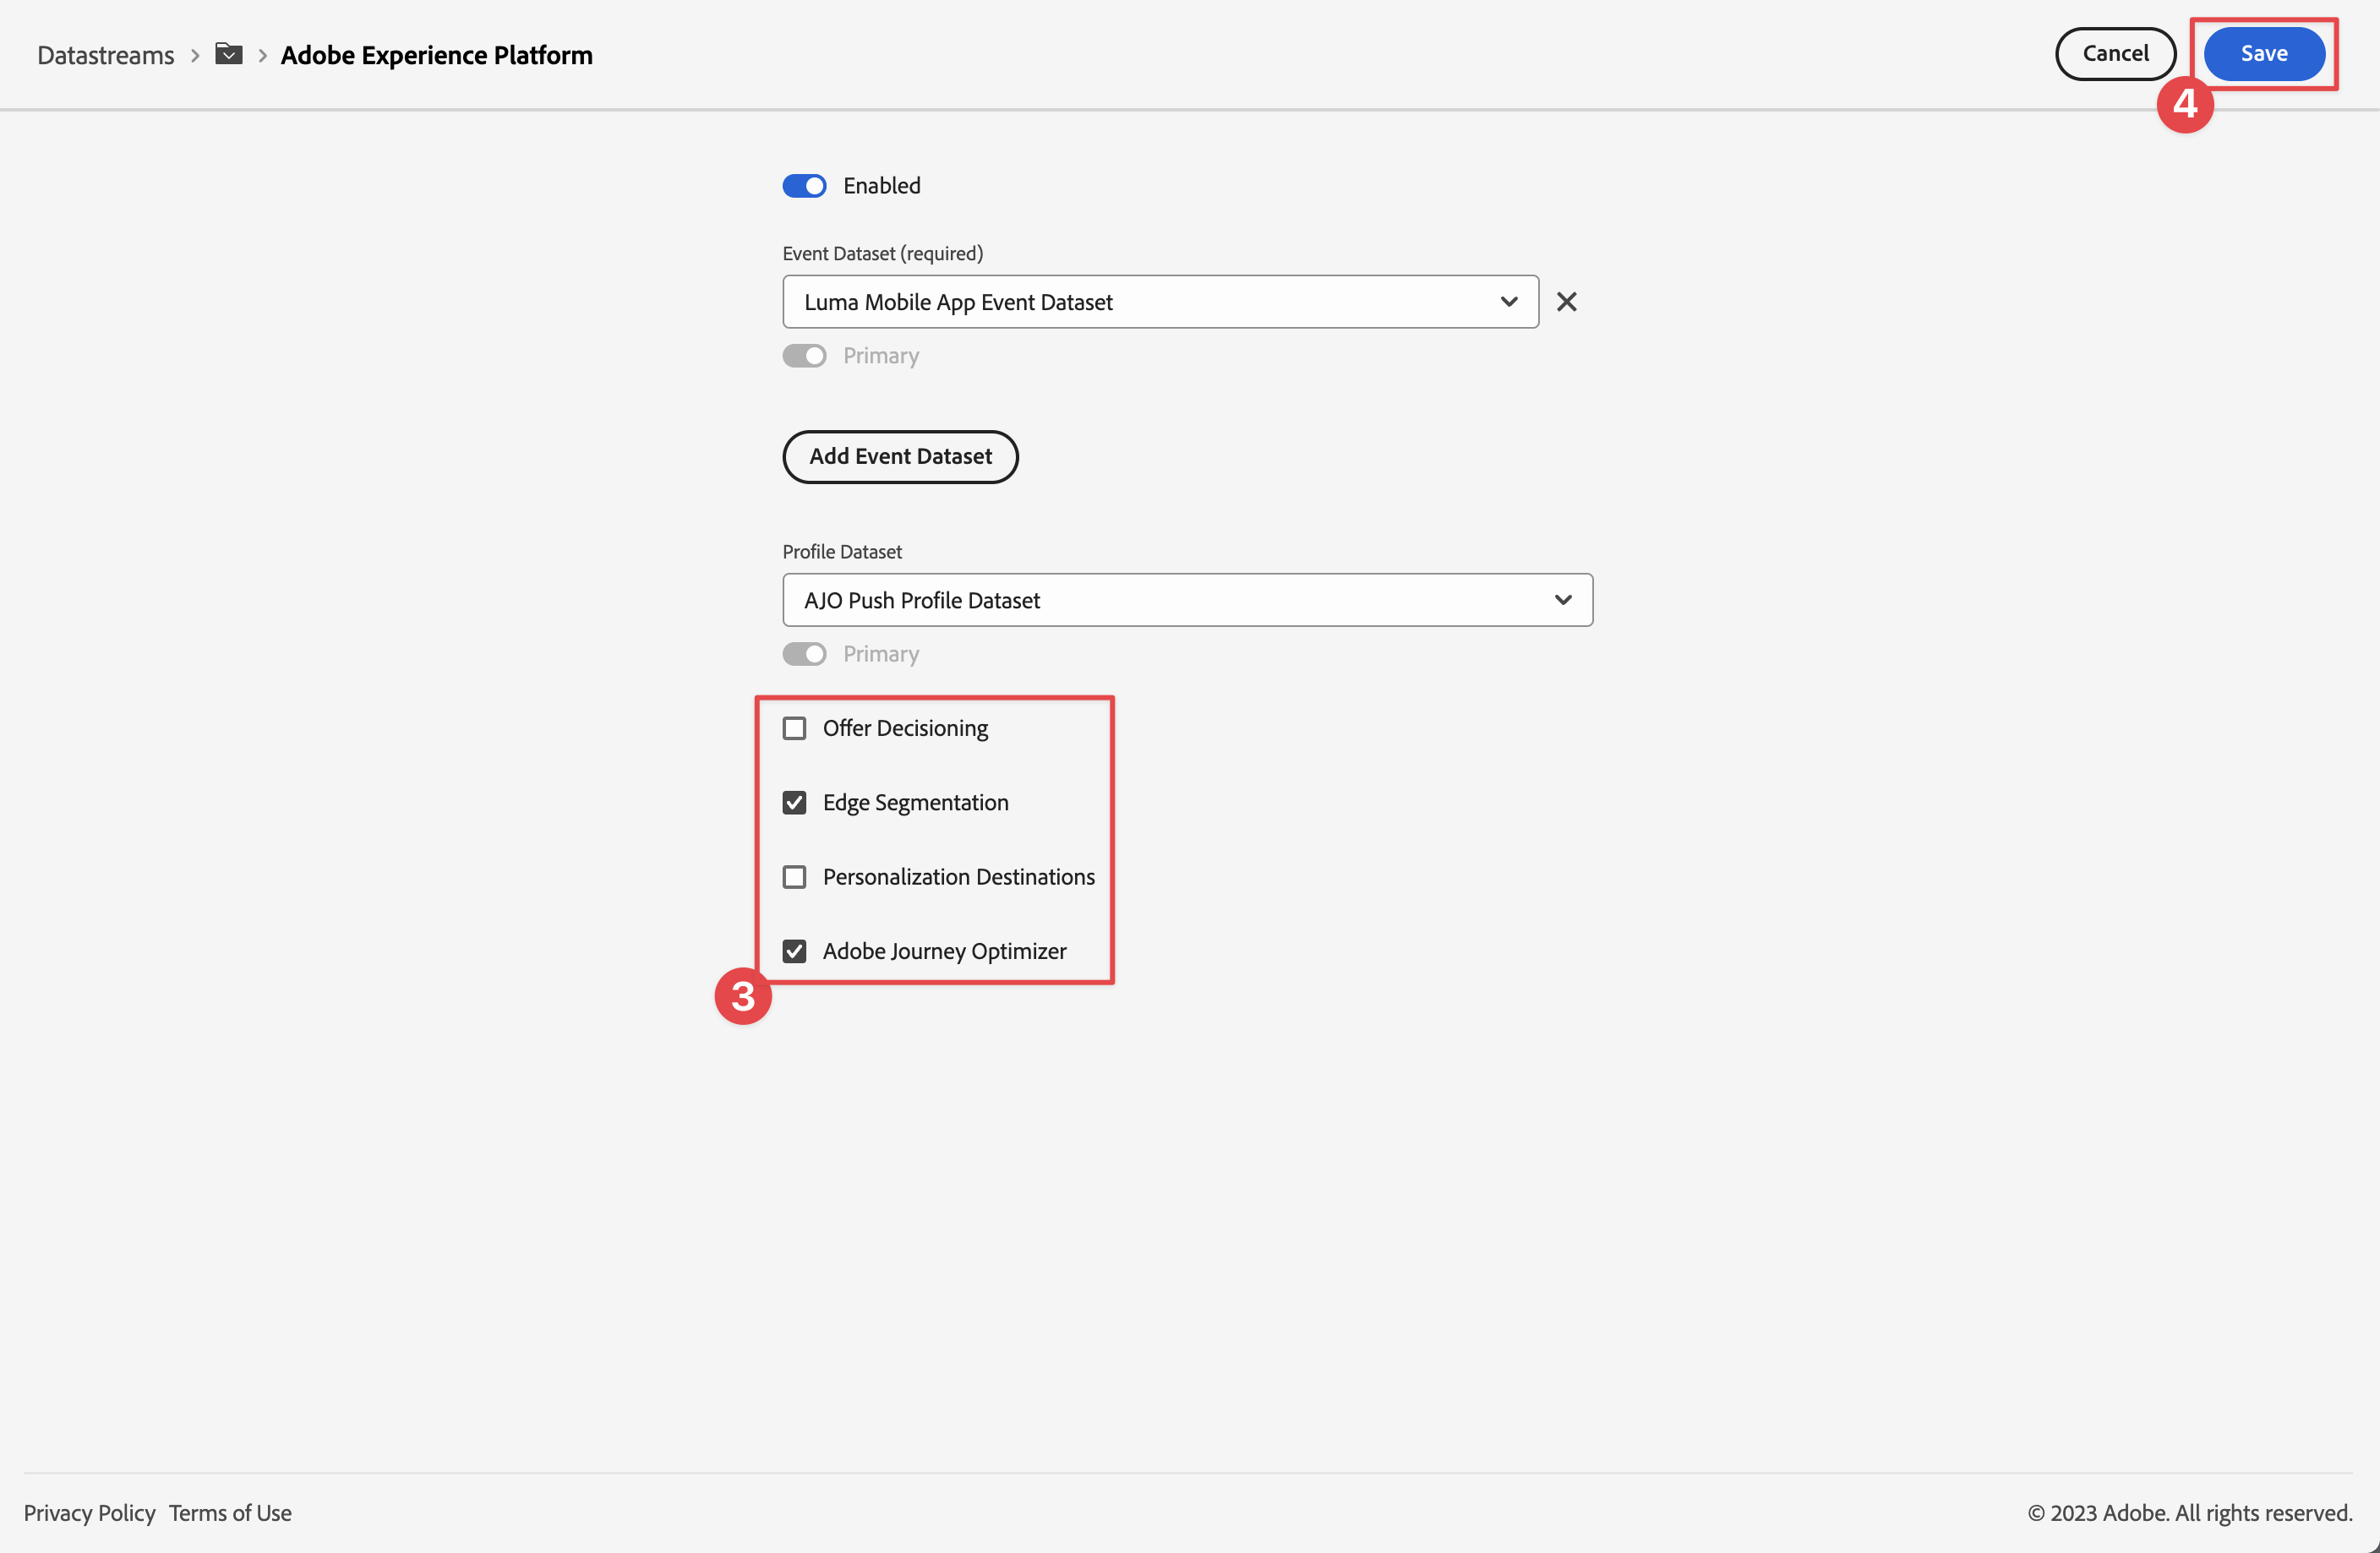 Datastreams > > Adobe Experience Platform
Cancel
Save
4
Enabled
Event Dataset (required)
Luma Mobile App Event Dataset
Primary
Add Event Dataset
Profile Dataset
AJO Push Profile Dataset
Primary
Offer Decisioning
Edge Segmentation
Personalization Destinations
Adobe Journey Optimizer
3
Privacy Policy Terms of Use
© 2023 Adobe. All rights reserved.